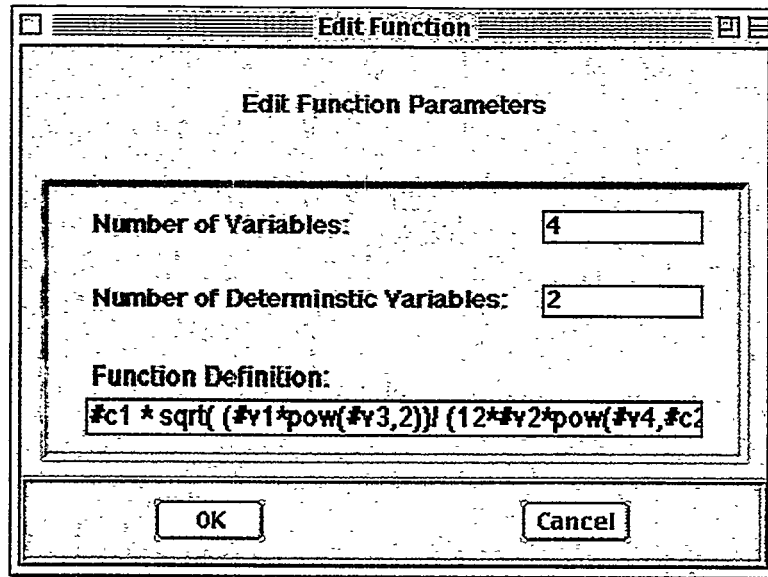 Edit Function
Edit Function Parameters
Number of Variables: 4
Number of Determinstic Variables: 2
Function Definition:
#c1 * sqrt( (#v1*pow(#v3,2))/ (12*#v2*pow(#v4,#c2
OK Cancel